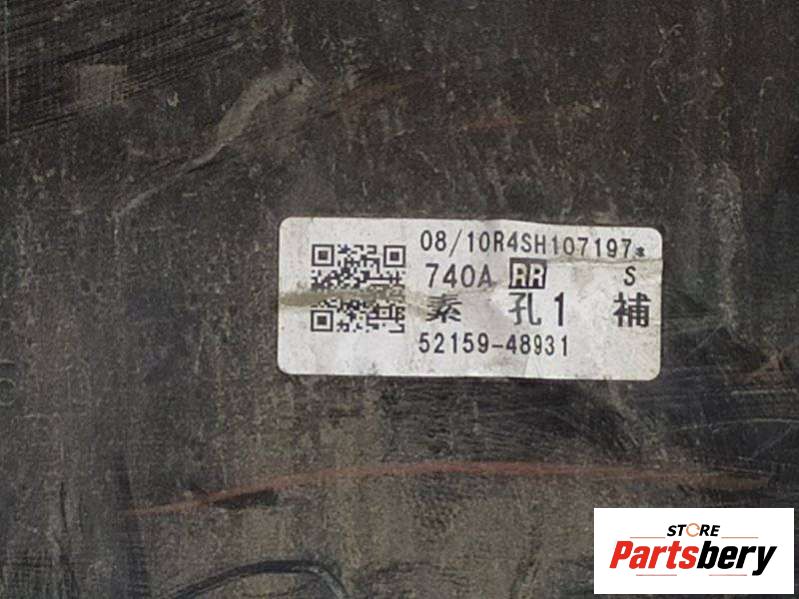 08/10R4SH107197*
740A RR S
素 孔1 補
52159-48931
STORE
Partsbery